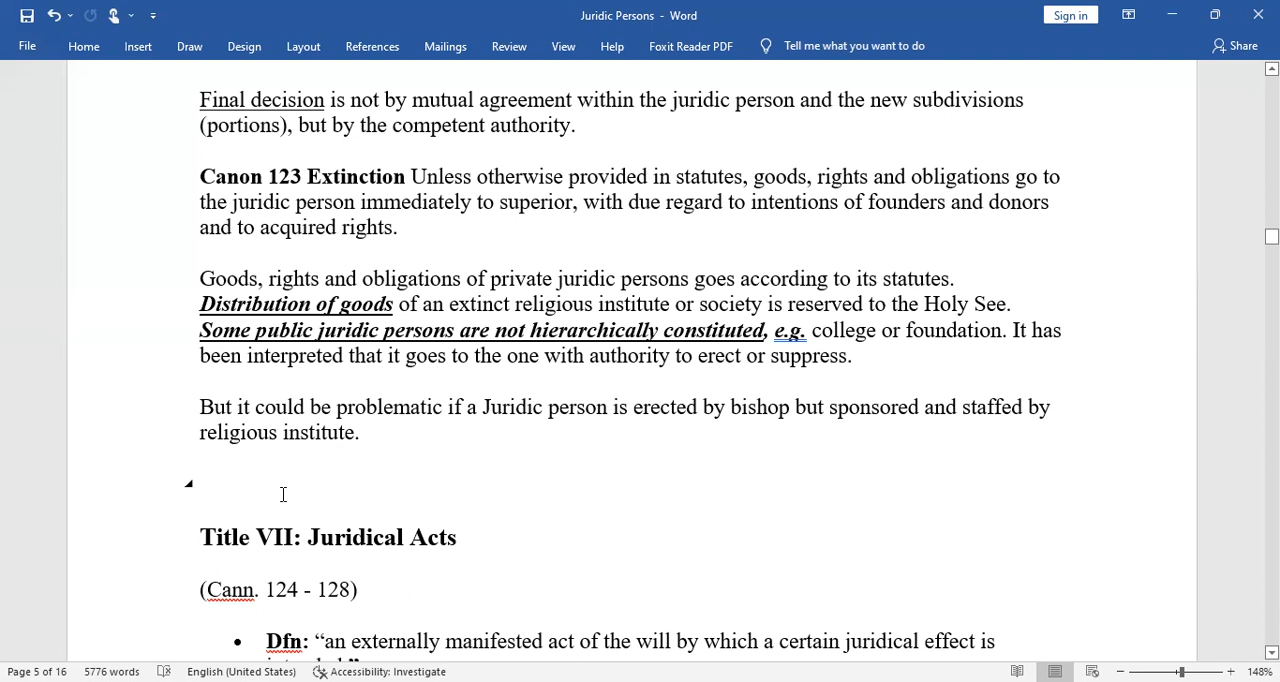 Juridic Persons - Word
Sign in
File Home Insert Draw Design Layout References Mailings Review View Help Foxit Reader PDF Tell me what you want to do Share
Final decision is not by mutual agreement within the juridic person and the new subdivisions
(portions), but by the competent authority.
Canon 123 Extinction Unless otherwise provided in statutes, goods, rights and obligations go to
the juridic person immediately to superior, with due regard to intentions of founders and donors
and to acquired rights.
Goods, rights and obligations of private juridic persons goes according to its statutes.
Distribution of goods of an extinct religious institute or society is reserved to the Holy See.
Some public juridic persons are not hierarchically constituted, e.g. college or foundation. It has
been interpreted that it goes to the one with authority to erect or suppress.
But it could be problematic if a Juridic person is erected by bishop but sponsored and staffed by
religious institute.
Title VII: Juridical Acts
(Cann. 124 - 128)
• Dfn: “an externally manifested act of the will by which a certain juridical effect is
Page 5 of 16 5776 words English (United States) Accessibility: Investigate 148%